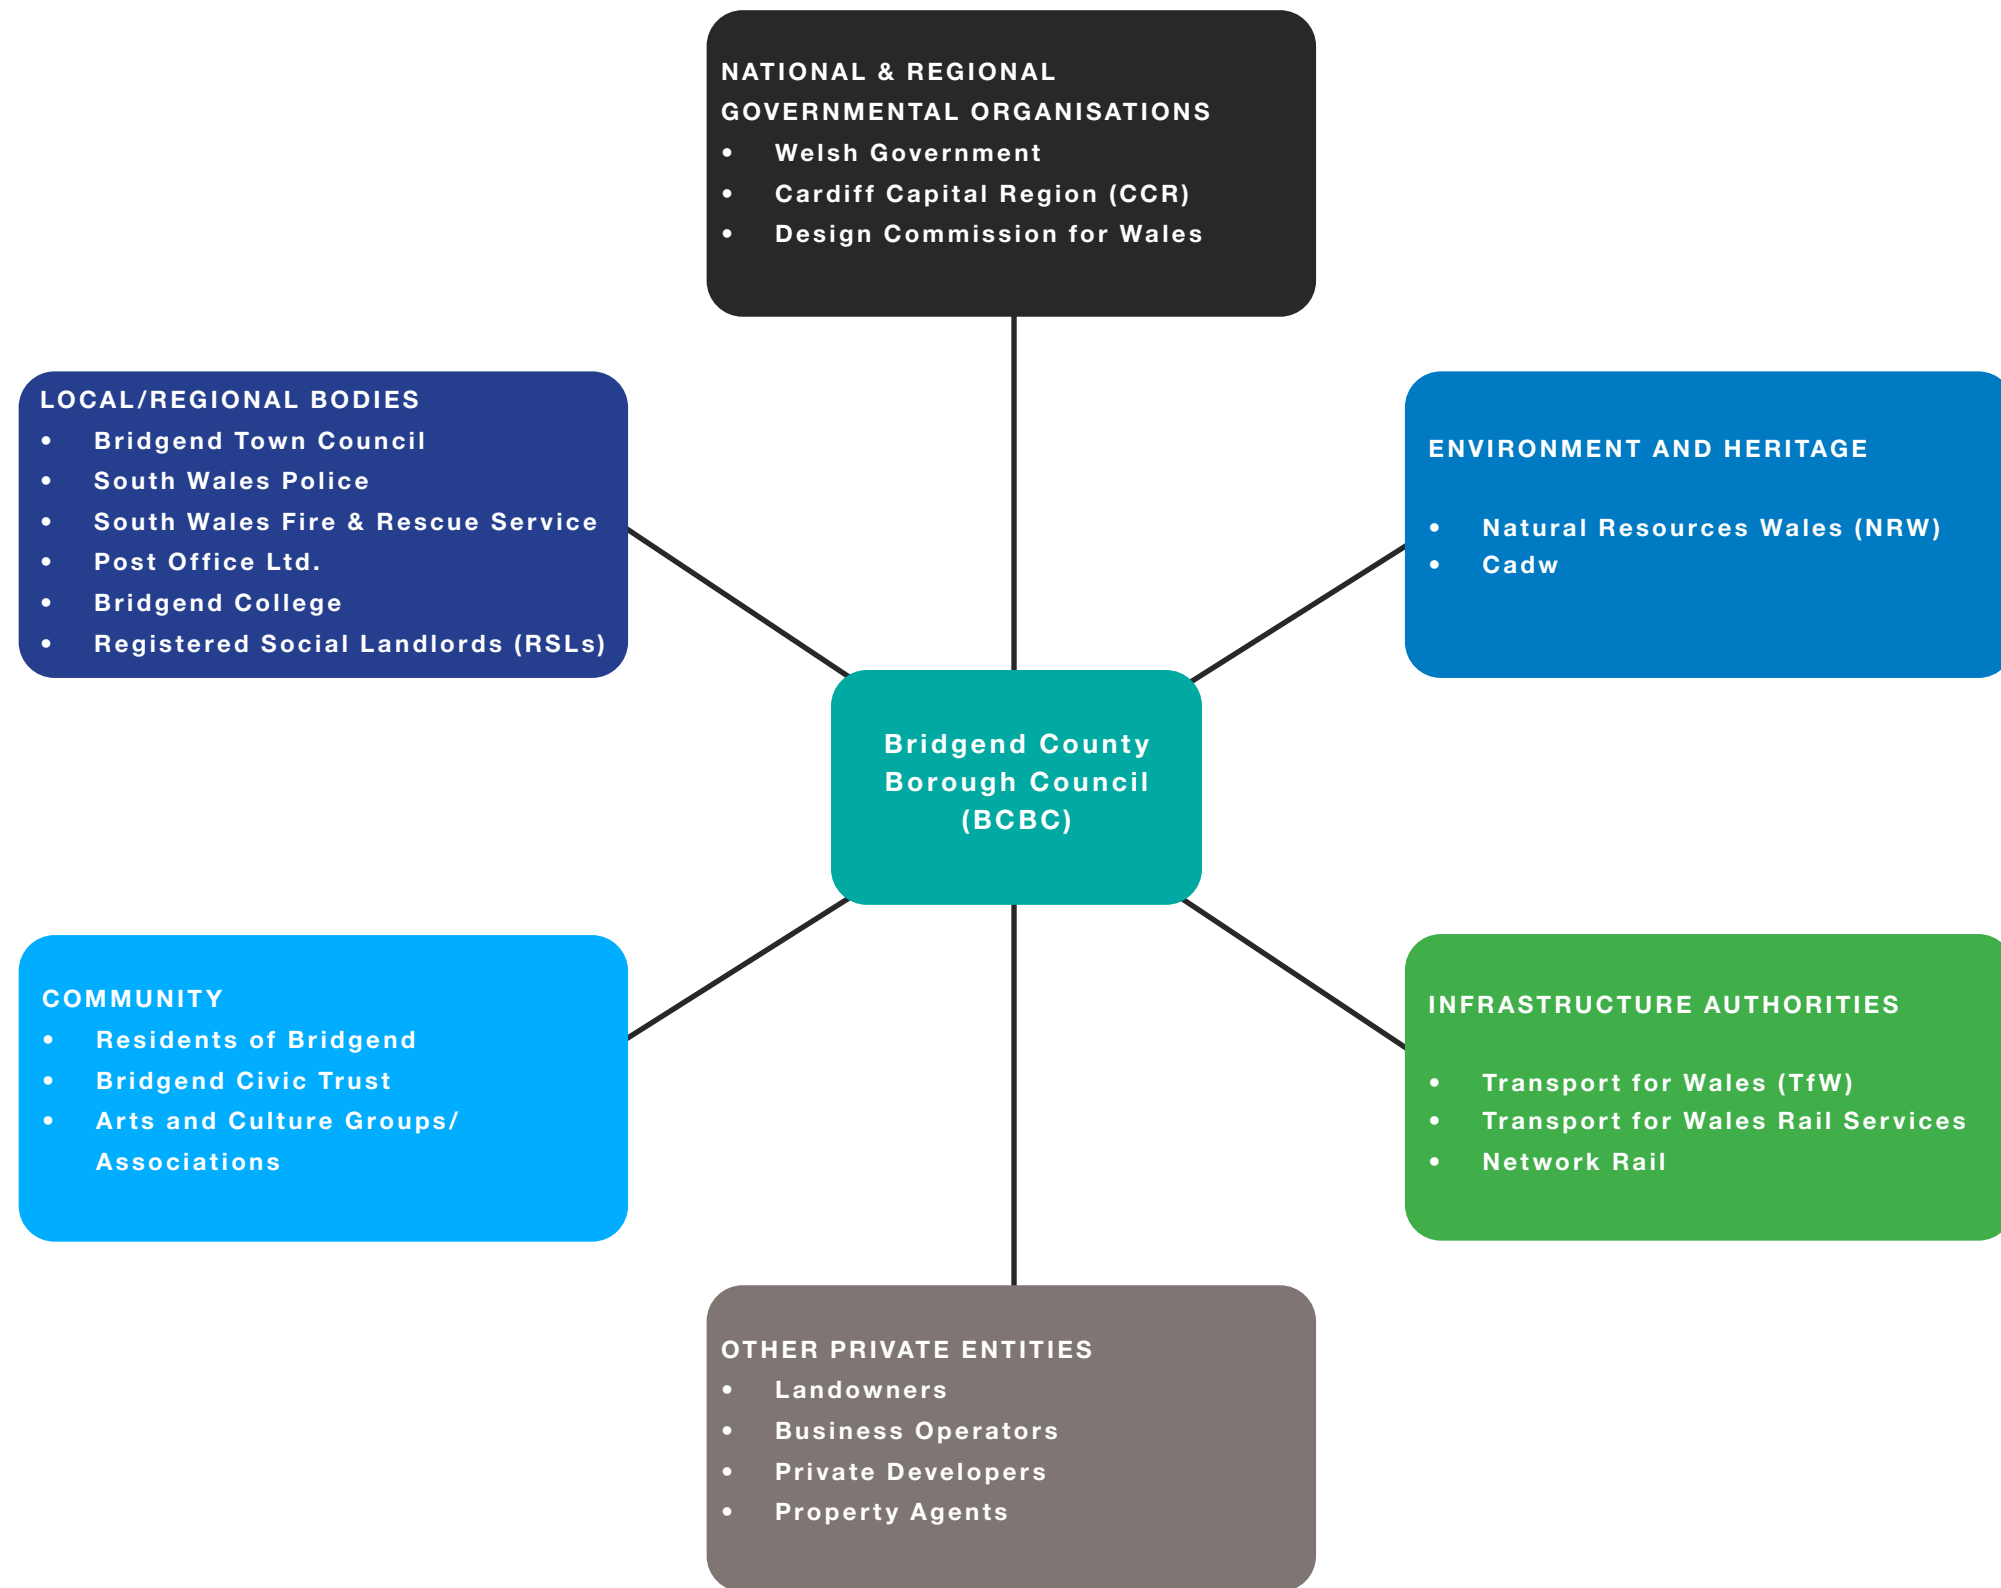 NATIONAL & REGIONAL
GOVERNMENTAL ORGANISATIONS
• Welsh Government
• Cardiff Capital Region (CCR)
• Design Commission for Wales
LOCAL/REGIONAL BODIES
• Bridgend Town Council
• South Wales Police
• South Wales Fire & Rescue Service
• Post Office Ltd.
• Bridgend College
• Registered Social Landlords (RSLs)
ENVIRONMENT AND HERITAGE
• Natural Resources Wales (NRW)
• Cadw
Bridgend County
Borough Council
(BCBC)
COMMUNITY
• Residents of Bridgend
• Bridgend Civic Trust
• Arts and Culture Groups/
Associations
INFRASTRUCTURE AUTHORITIES
• Transport for Wales (TfW)
• Transport for Wales Rail Services
• Network Rail
OTHER PRIVATE ENTITIES
• Landowners
• Business Operators
• Private Developers
• Property Agents